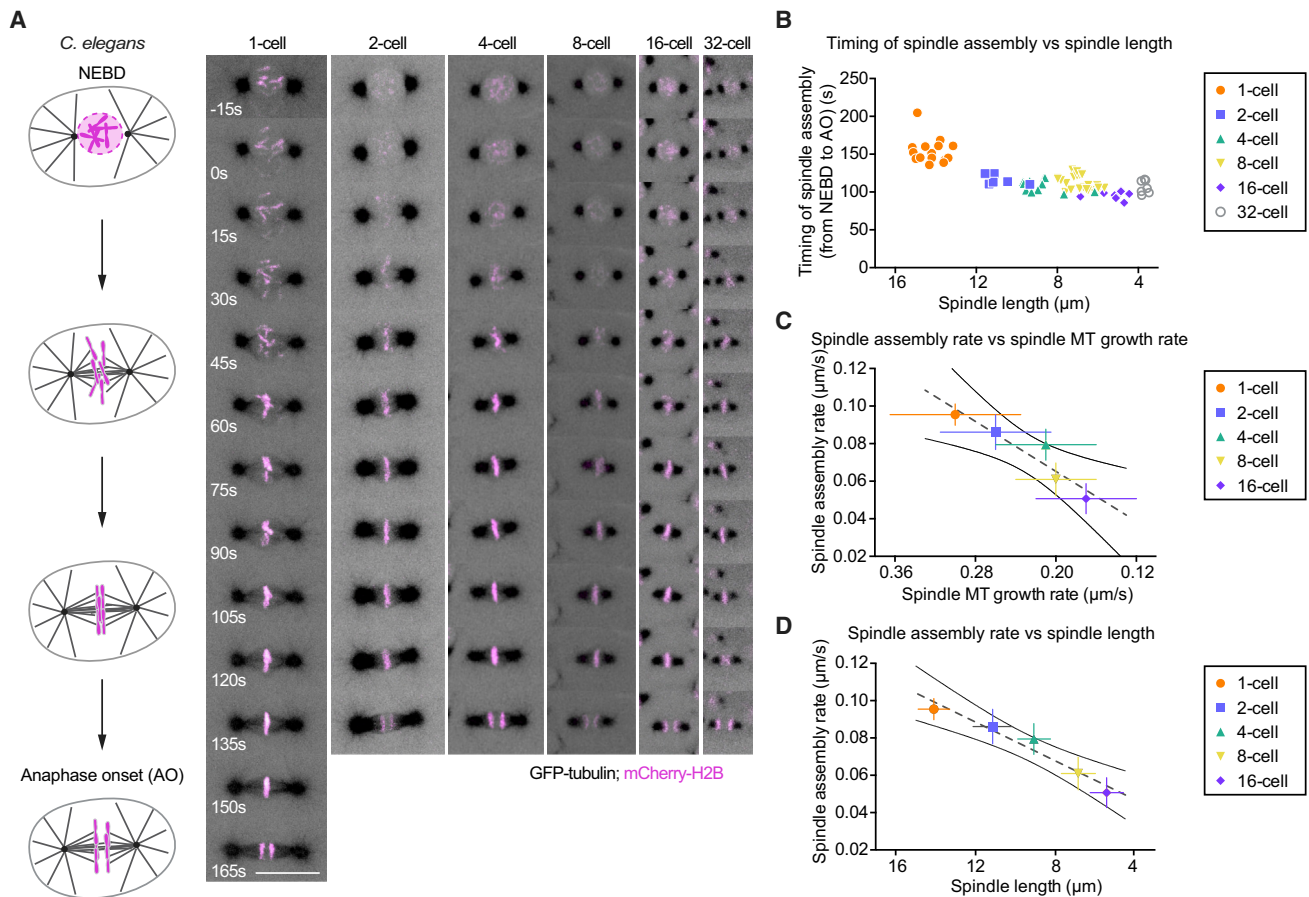 A
C. elegans
NEBD
Anaphase onset (AO)
1-cell
2-cell
4-cell
8-cell
16-cell
32-cell
-15s
0s
15s
30s
45s
60s
75s
90s
105s
120s
135s
150s
165s
GFP-tubulin; mCherry-H2B
B
Timing of spindle assembly vs spindle length
Timing of spindle assembly
(from NEBD to AO) (s)
250
200
150
100
50
0
16
12
8
4
Spindle length (μm)
1-cell
2-cell
4-cell
8-cell
16-cell
32-cell
C
Spindle assembly rate vs spindle MT growth rate
Spindle assembly rate (μm/s)
0.12
0.10
0.08
0.06
0.04
0.02
0.36
0.28
0.20
0.12
Spindle MT growth rate (μm/s)
1-cell
2-cell
4-cell
8-cell
16-cell
D
Spindle assembly rate vs spindle length
Spindle assembly rate (μm/s)
0.12
0.10
0.08
0.06
0.04
0.02
16
12
8
4
Spindle length (μm)
1-cell
2-cell
4-cell
8-cell
16-cell